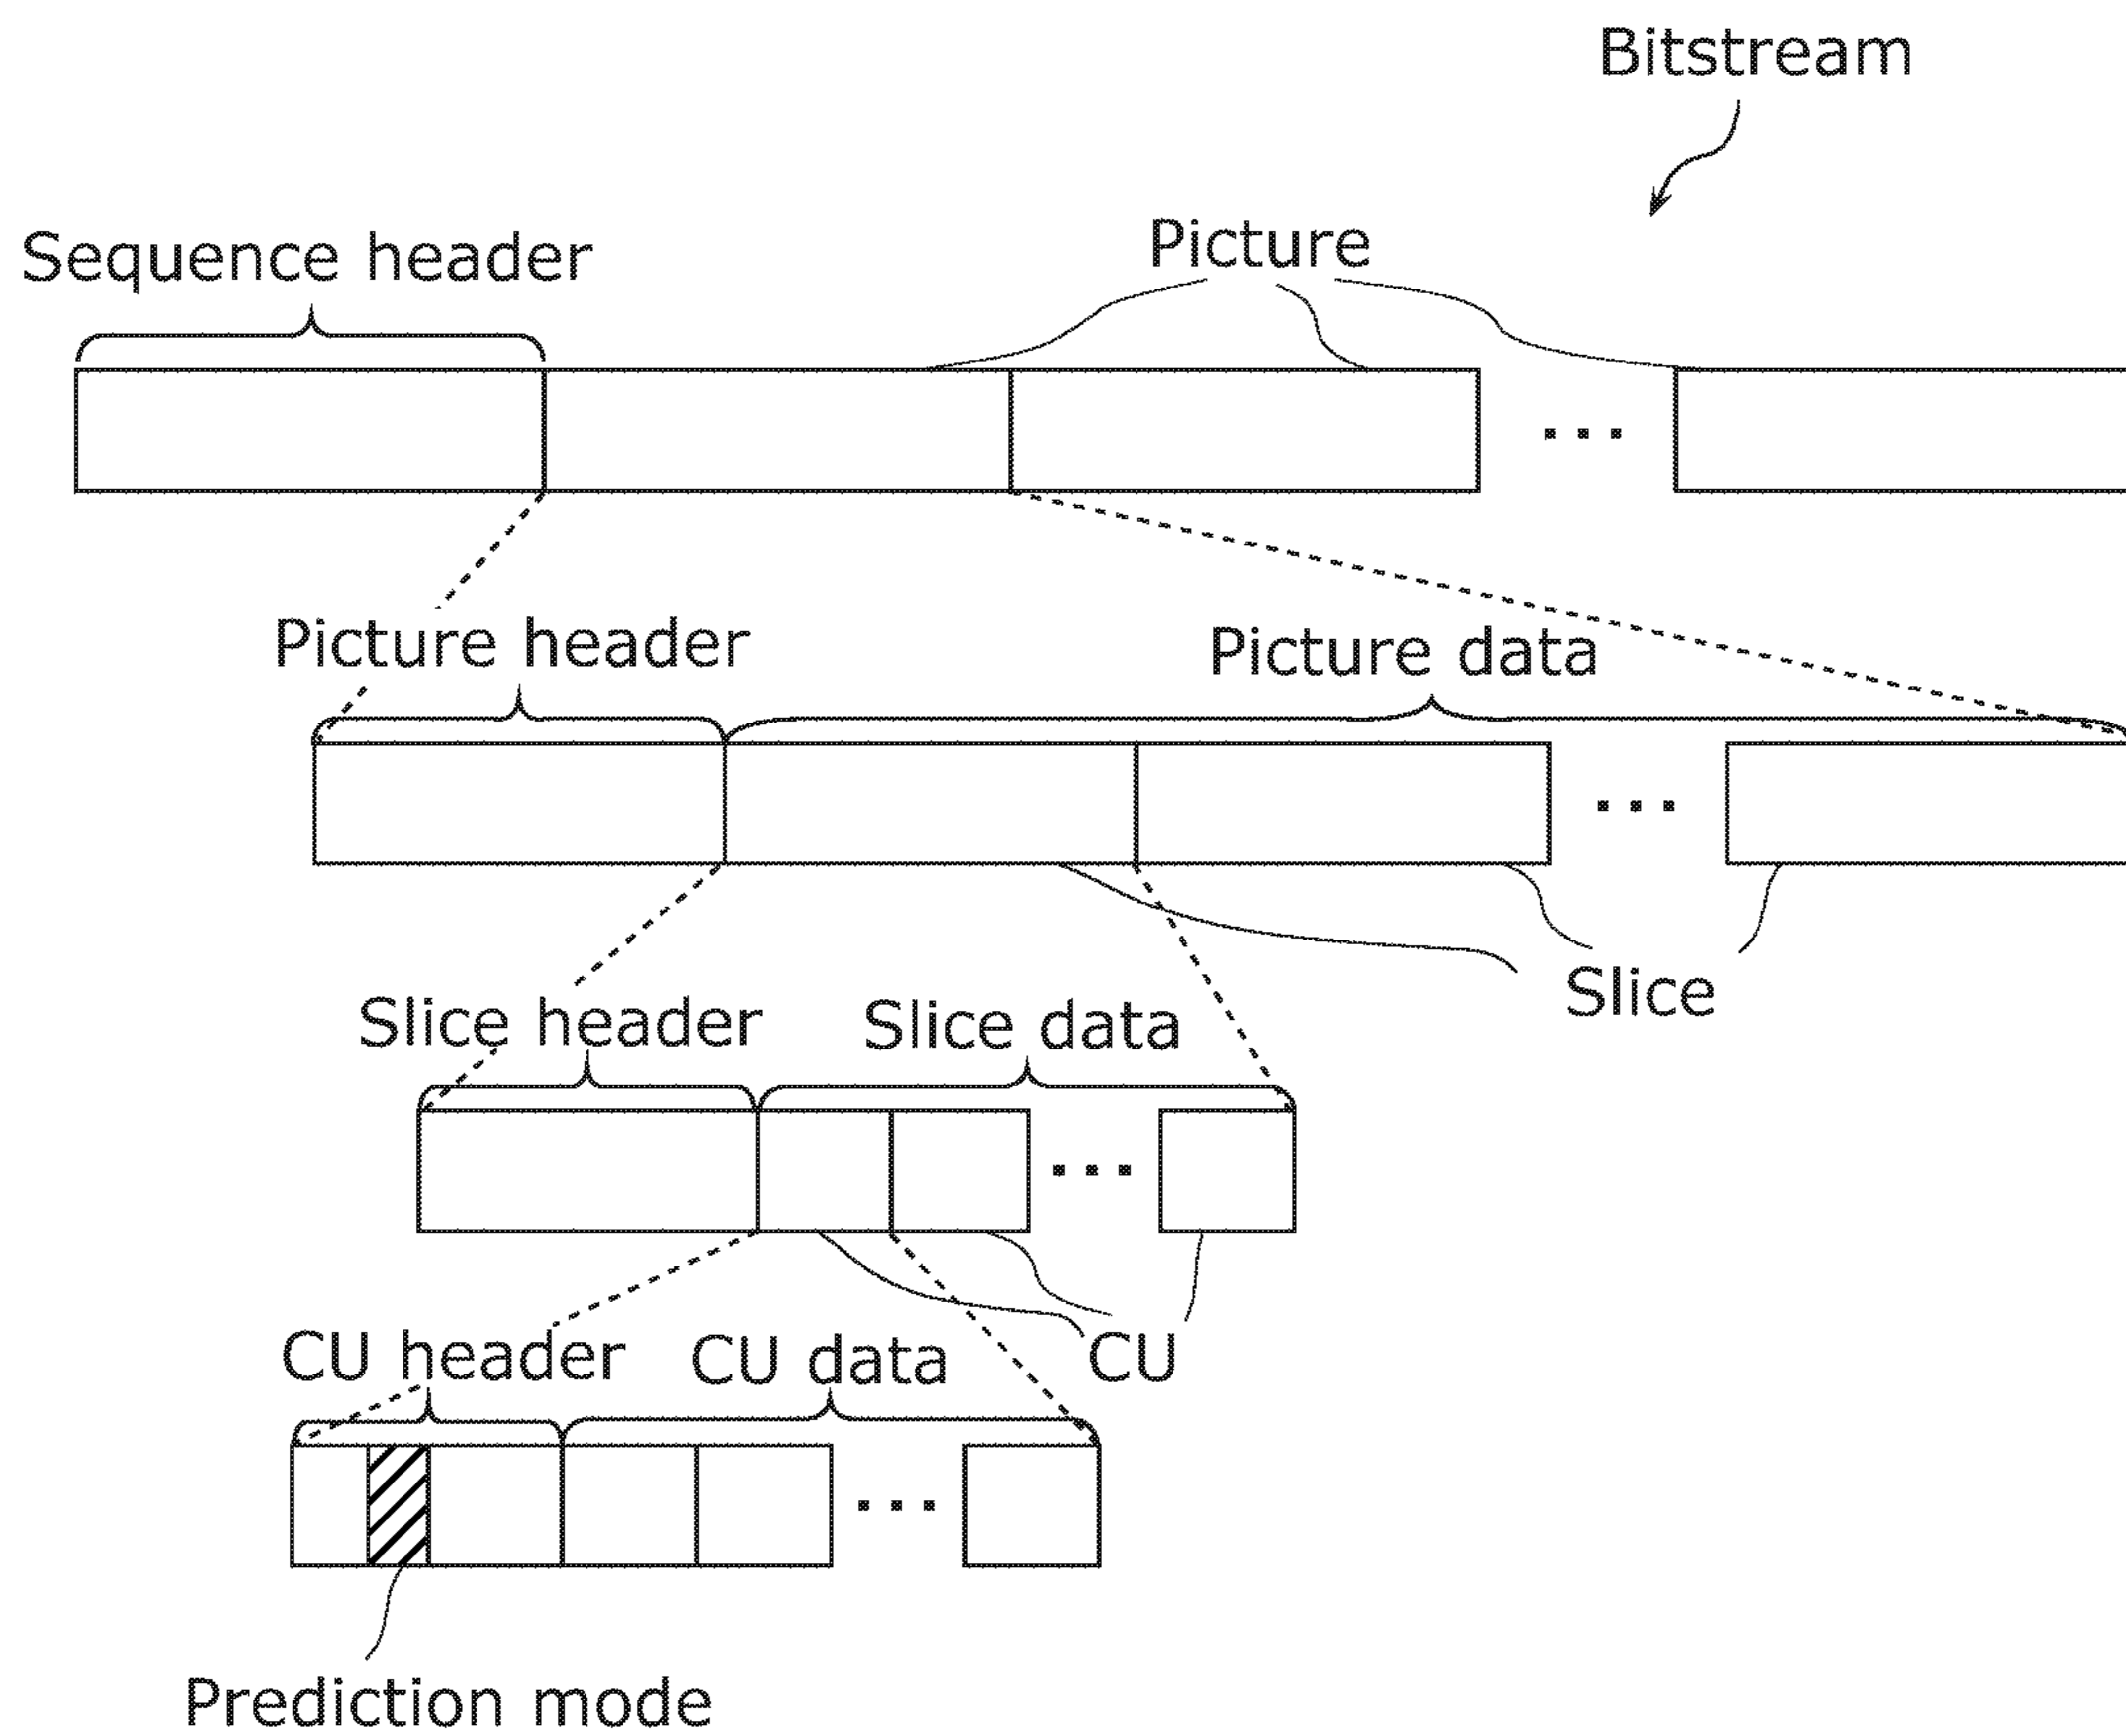 Bitstream
Sequence header
Picture
...
Picture header
Picture data
...
Slice
Slice header
Slice data
...
CU header
CU data
CU
...
Prediction mode